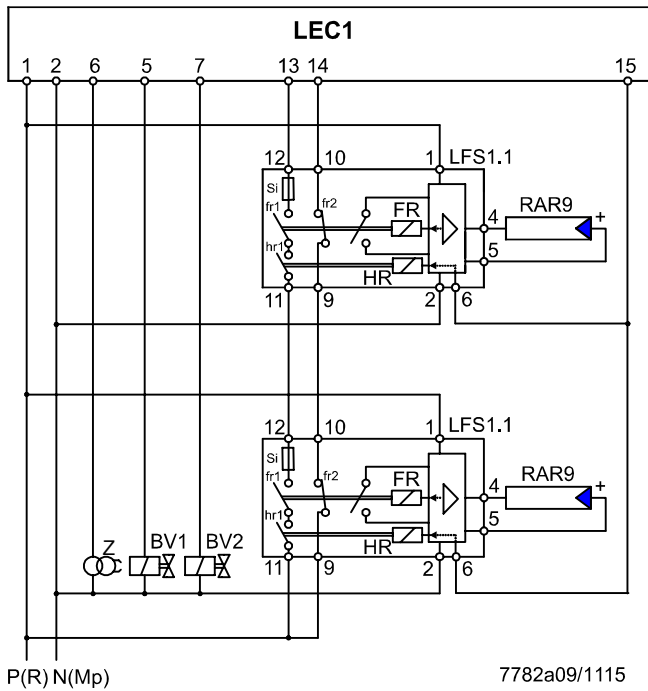 LEC1
1 2 6 5 7 13 14 15
12 10 1 LFS1.1
Si
RAR9
fr1 fr2 FR 4 +
hr1 5
HR
11 9 2 6
12 10 1 LFS1.1
Si
RAR9
fr1 fr2 FR 4 +
hr1 5
Z BV1 BV2 HR
11 9 2 6
P(R) N(Mp) 7782a09/1115